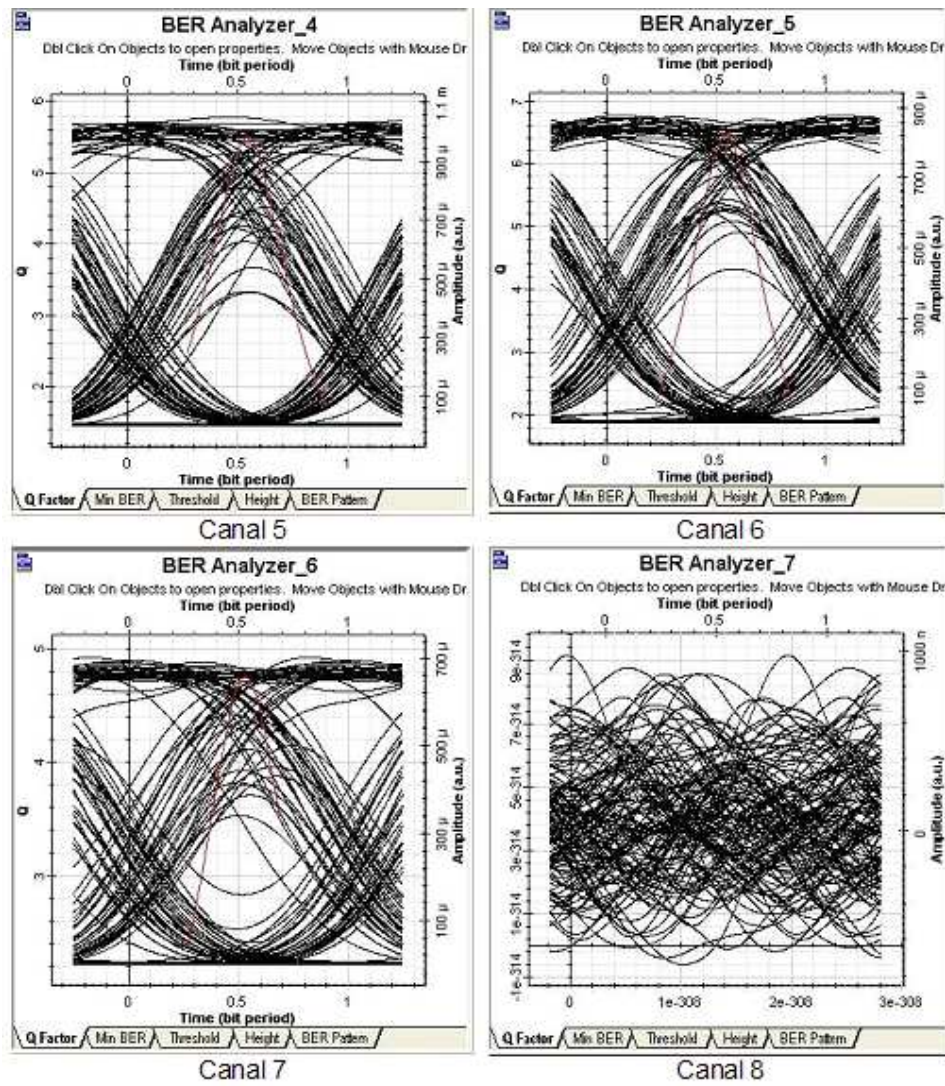 BER Analyzer_4
Dbl Click On Objects to open properties. Move Objects with Mouse Dr
Time (bit period)
0 0.5 1
6
5
4
3
2
Q
1.1 m
900 µ
700 µ
500 µ
300 µ
100 µ
Amplitude (a.u.)
0 0.5 1
Time (bit period)
Q Factor Min BER Threshold Height BER Pattern
Canal 5
BER Analyzer_5
Dbl Click On Objects to open properties. Move Objects with Mouse Dr
Time (bit period)
0 0.5 1
7
6
5
4
3
2
Q
900 µ
700 µ
500 µ
300 µ
100 µ
Amplitude (a.u.)
0 0.5 1
Time (bit period)
Q Factor Min BER Threshold Height BER Pattern
Canal 6
BER Analyzer_6
Dbl Click On Objects to open properties. Move Objects with Mouse Dr
Time (bit period)
0 0.5 1
5
4
3
Q
700 µ
500 µ
300 µ
100 µ
Amplitude (a.u.)
0 0.5 1
Time (bit period)
Q Factor Min BER Threshold Height BER Pattern
Canal 7
BER Analyzer_7
Dbl Click On Objects to open properties. Move Objects with Mouse Dr
Time (bit period)
0 0.5 1
9e-314
7e-314
5e-314
3e-314
1e-314
-1e-314
1000 n
0
Amplitude (a.u.)
0 1e-308 2e-308 3e-308
Q Factor Min BER Threshold Height BER Pattern
Canal 8